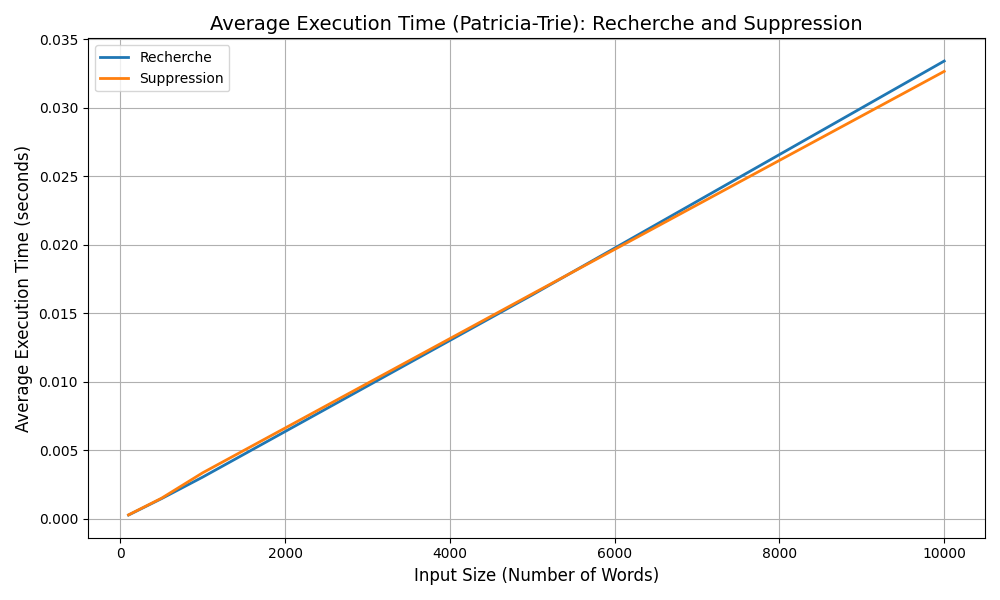 Average Execution Time (Patricia-Trie): Recherche and Suppression
Recherche
Suppression
Average Execution Time (seconds)
0.035
0.030
0.025
0.020
0.015
0.010
0.005
0.000
0 2000 4000 6000 8000 10000
Input Size (Number of Words)